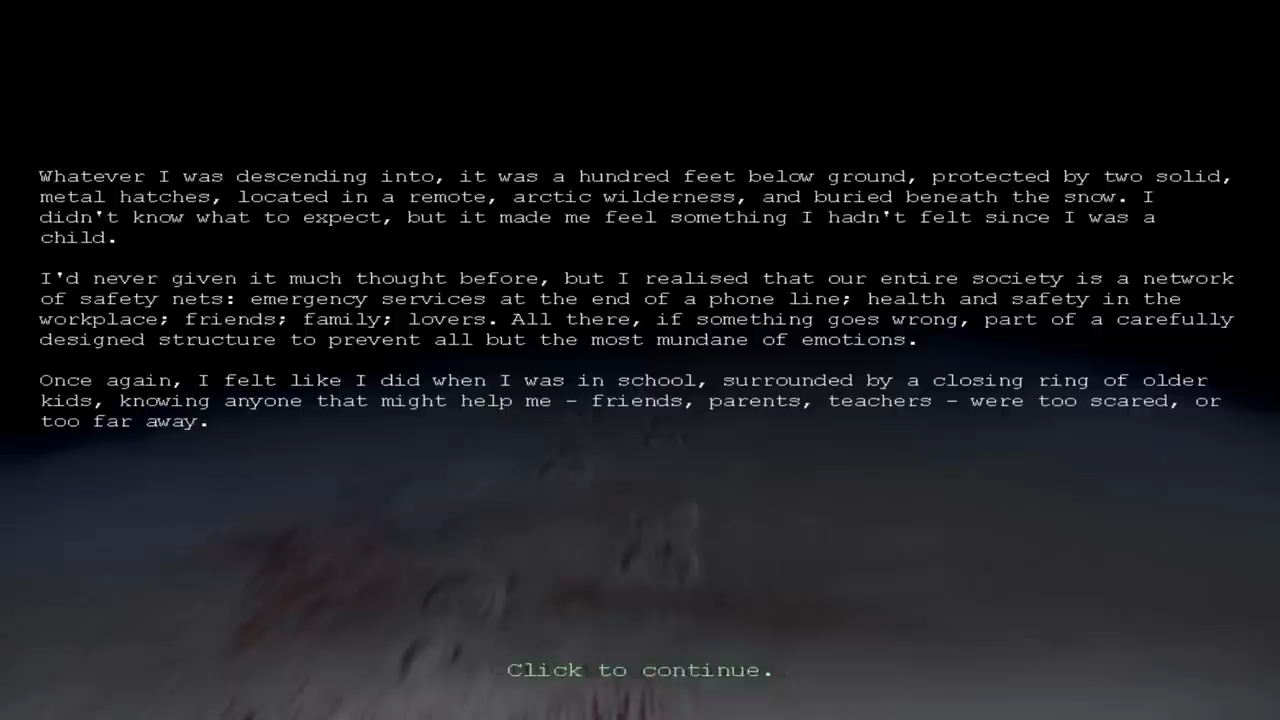 Whatever I was descending into, it was a hundred feet below ground, protected by two solid,
metal hatches, located in a remote, arctic wilderness, and buried beneath the snow. I
didn't know what to expect, but it made me feel something I hadn't felt since I was a
child.
I'd never given it much thought before, but I realised that our entire society is a network
of safety nets: emergency services at the end of a phone line; health and safety in the
workplace; friends; family; lovers. All there, if something goes wrong, part of a carefully
designed structure to prevent all but the most mundane of emotions.
Once again, I felt like I did when I was in school, surrounded by a closing ring of older
kids, knowing anyone that might help me - friends, parents, teachers - were too scared, or
too far away.
Click to continue.